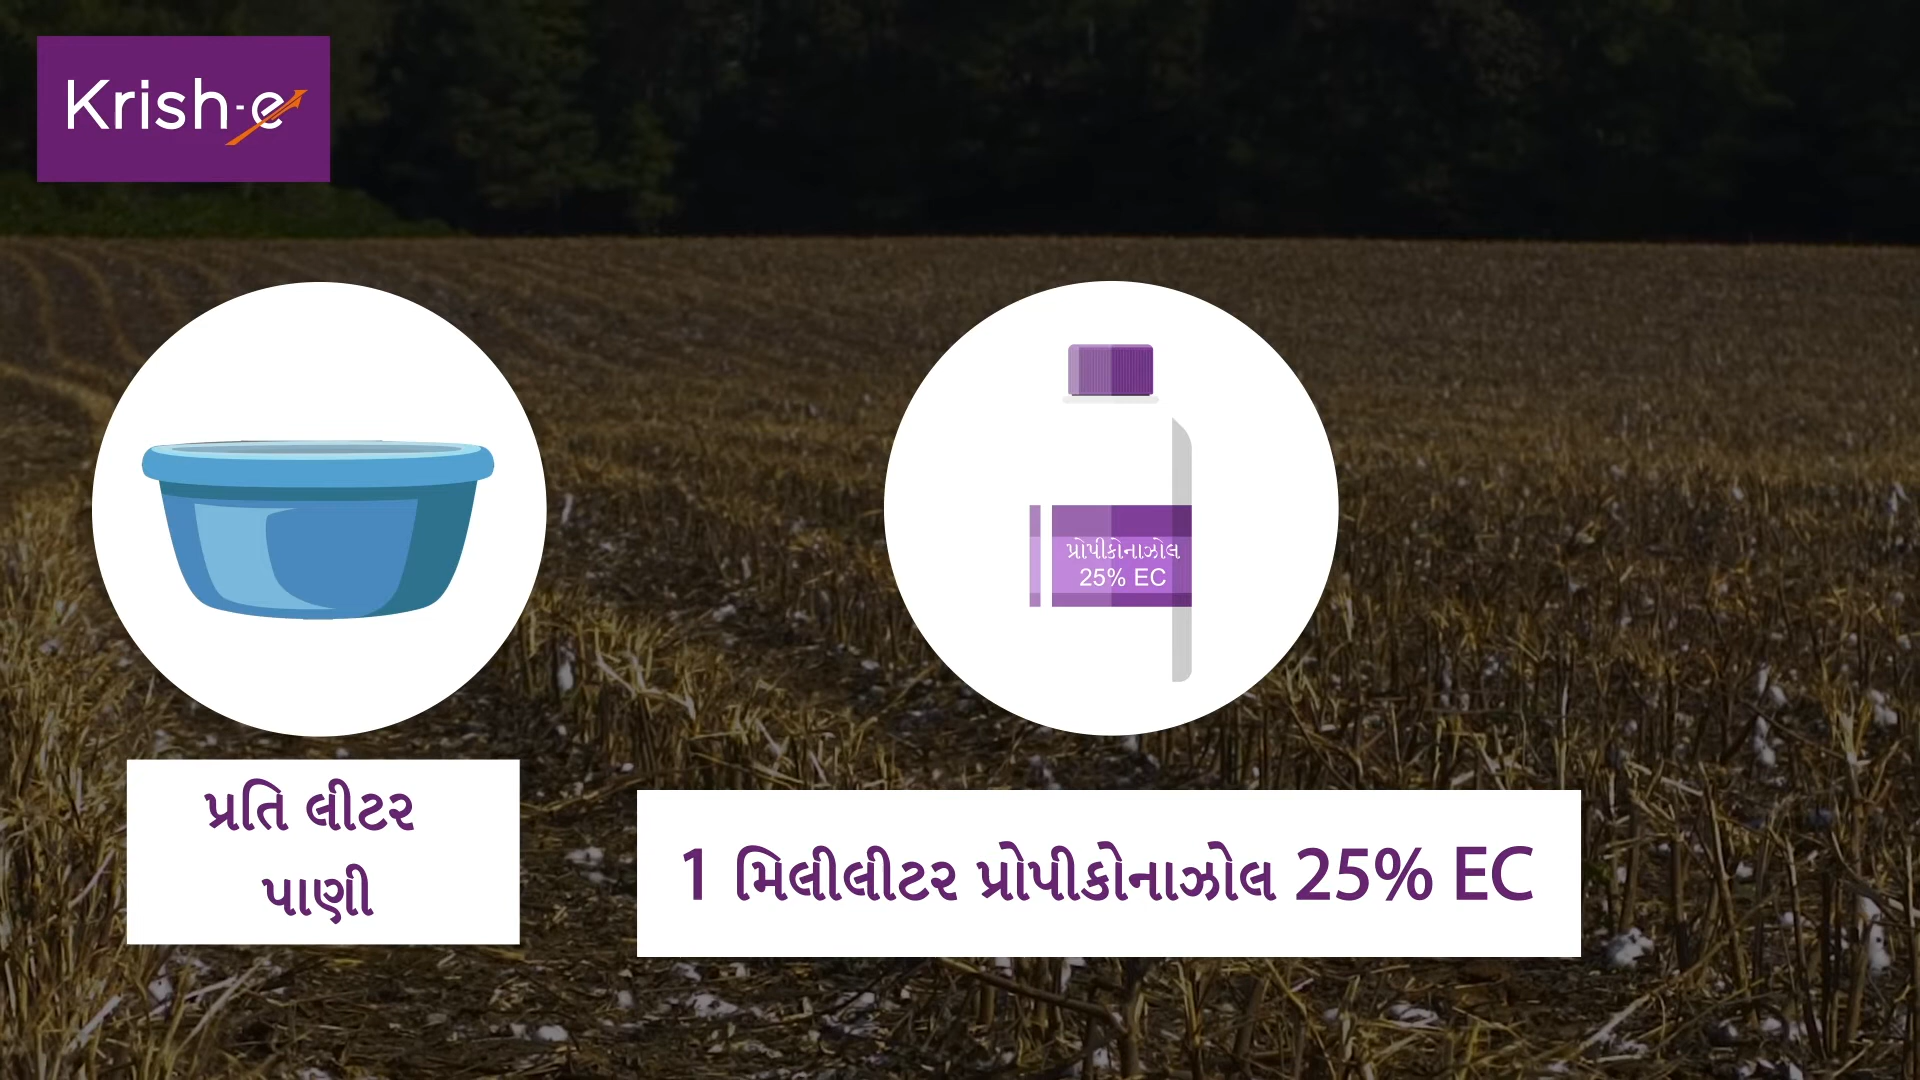 Krish-e
પ્રોપીકોનાઝોલ
25% EC
પ્રતિ લીટર
પાણી
1 મિલીલીટર પ્રોપીકોનાઝોલ 25% EC